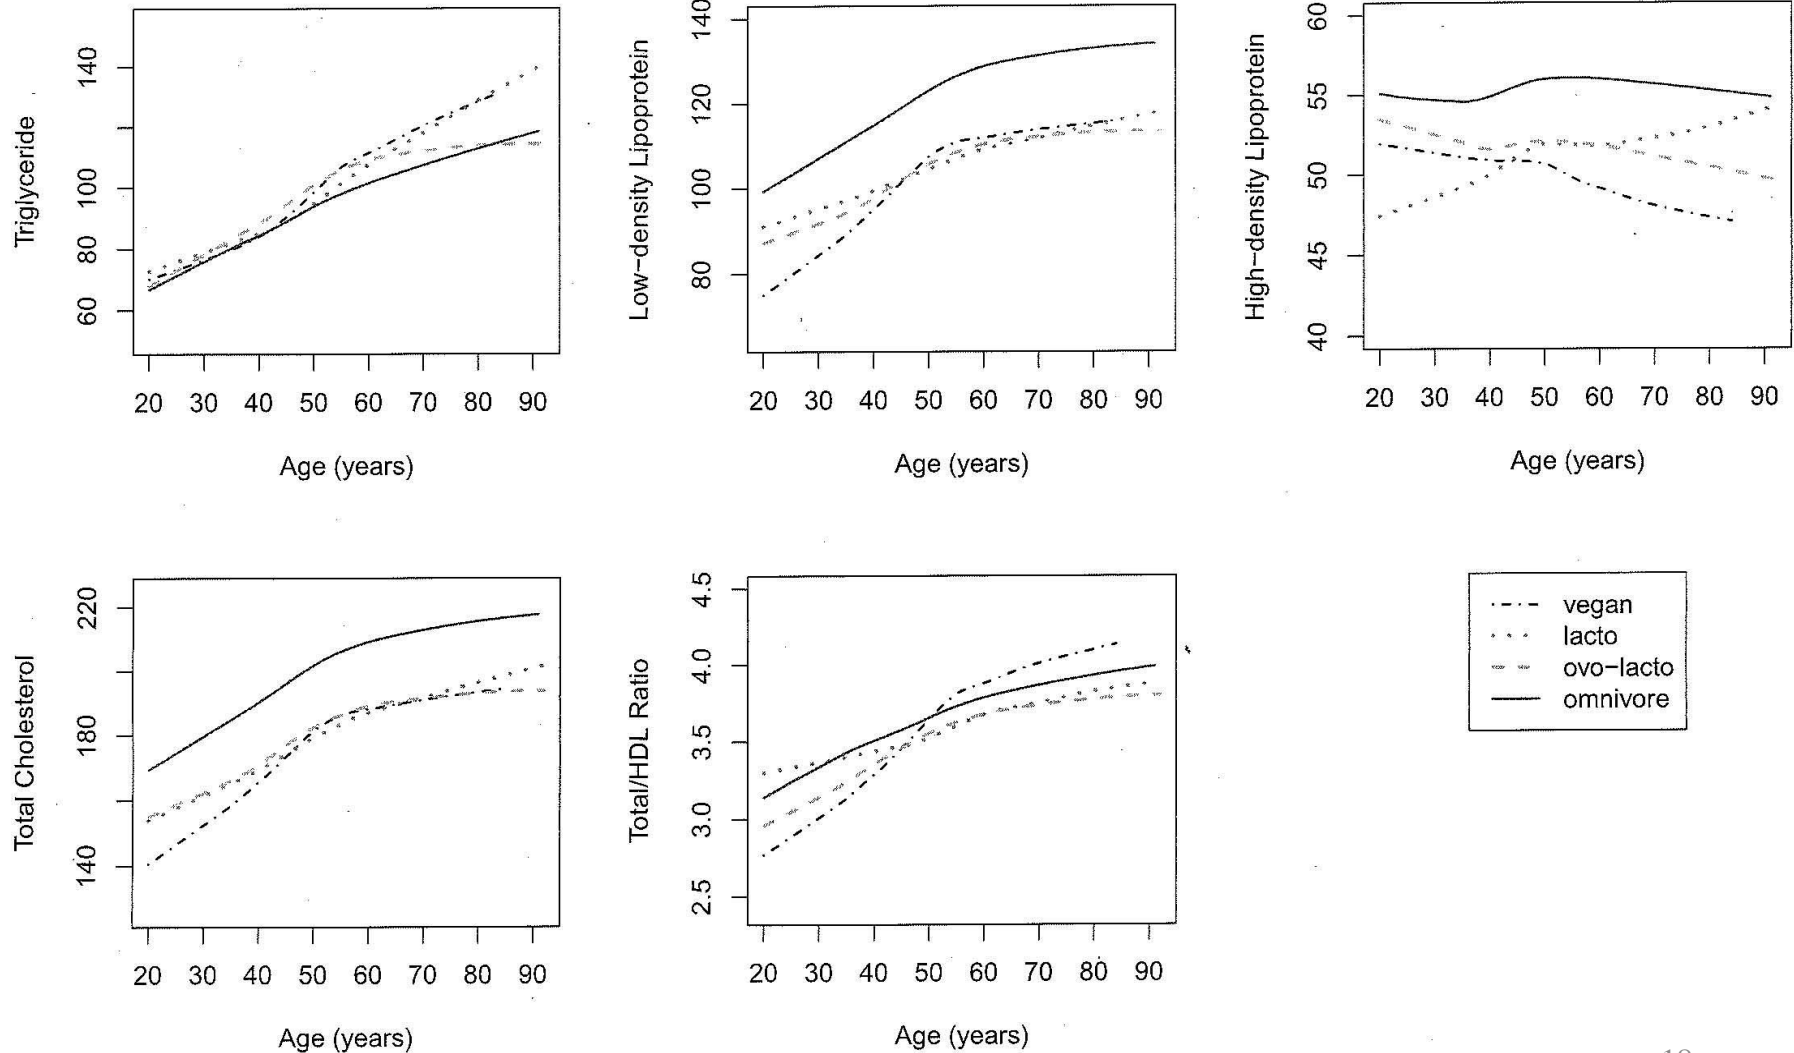 Triglyceride
140
100
80
60
20 30 40 50 60 70 80 90
Age (years)
Low-density Lipoprotein
140
120
100
80
20 30 40 50 60 70 80 90
Age (years)
High-density Lipoprotein
60
55
50
45
40
20 30 40 50 60 70 80 90
Age (years)
Total Cholesterol
220
180
140
20 30 40 50 60 70 80 90
Age (years)
Total/HDL Ratio
4.5
4.0
3.5
3.0
2.5
20 30 40 50 60 70 80 90
Age (years)
vegan
lacto
ovo-lacto
omnivore